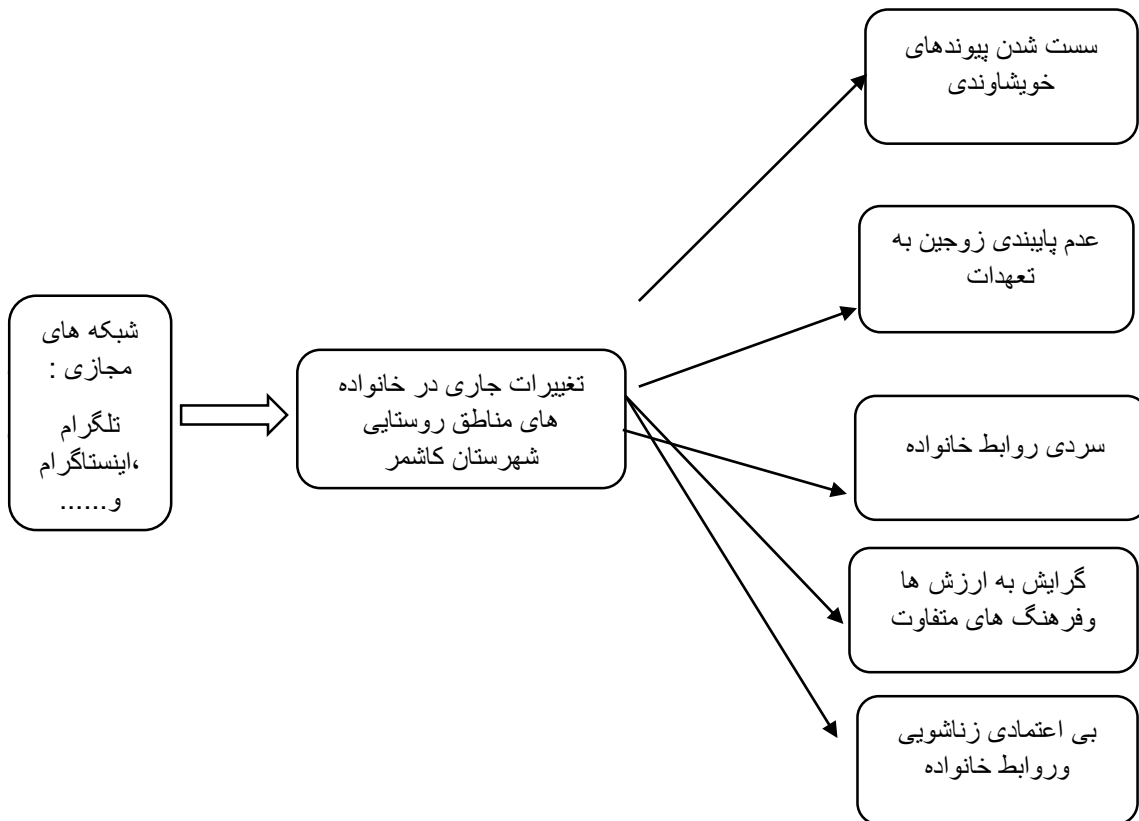 شبکه های
مجازی :
تلگرام
،اینستاگرام
و......
تغییرات جاری در خانواده
های مناطق روستایی
شهرستان کاشمر
سست شدن پیوندهای
خویشاوندی
عدم پایبندی زوجین به
تعهدات
سردی روابط خانواده
گرایش به ارزش ها
وفرهنگ های متفاوت
بی اعتمادی زناشویی
وروابط خانواده